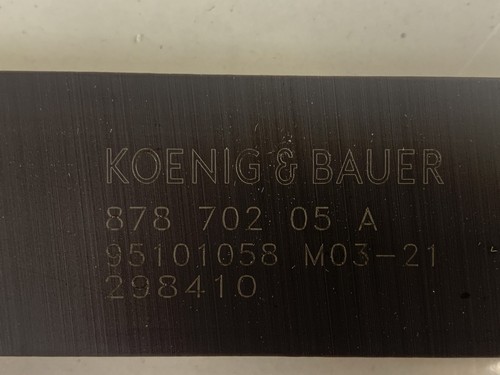 KOENIG & BAUER
878 702 05 A
95101058 M03-21
298410